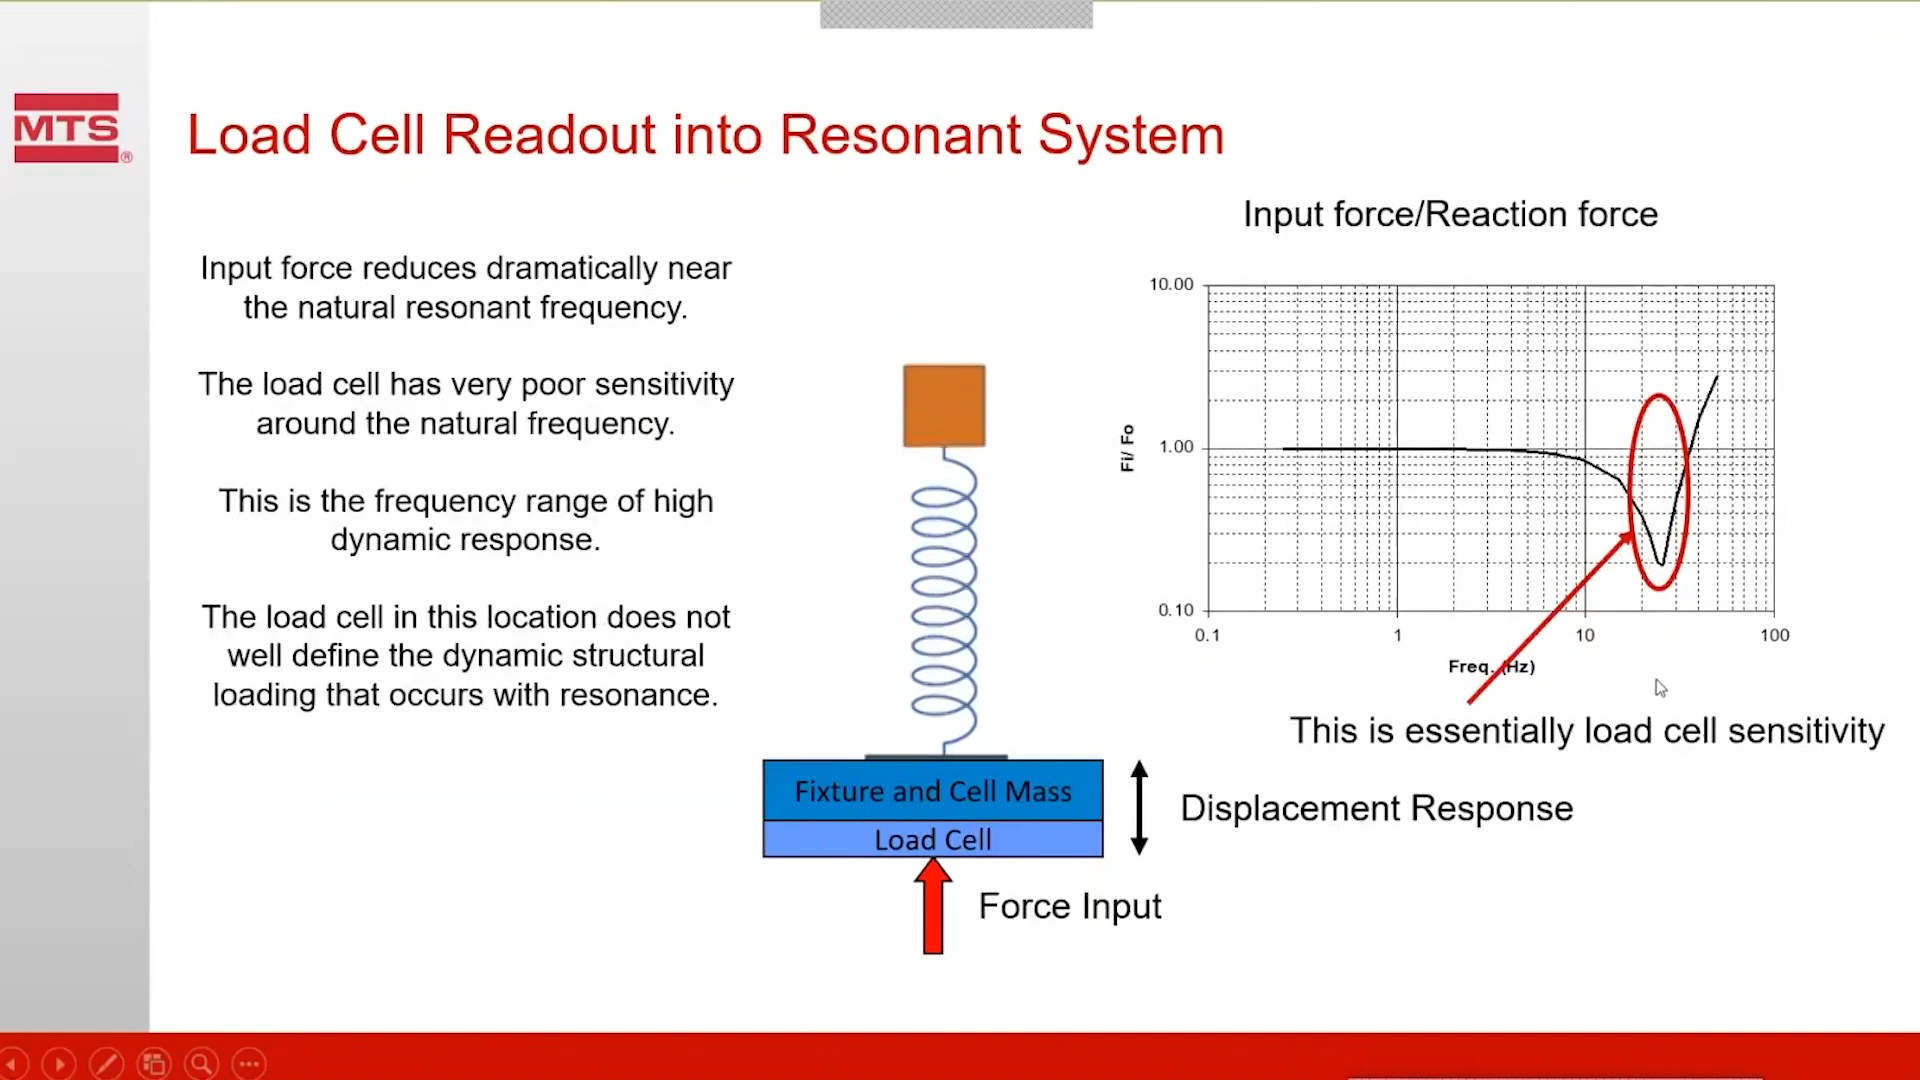 MTS
®
Load Cell Readout into Resonant System
Input force reduces dramatically near
the natural resonant frequency.
The load cell has very poor sensitivity
around the natural frequency.
This is the frequency range of high
dynamic response.
The load cell in this location does not
well define the dynamic structural
loading that occurs with resonance.
Fixture and Cell Mass
Load Cell
Force Input
Displacement Response
Input force/Reaction force
10.00
1.00
0.10
Fi/ Fo
0.1
1
10
100
Freq. (Hz)
This is essentially load cell sensitivity